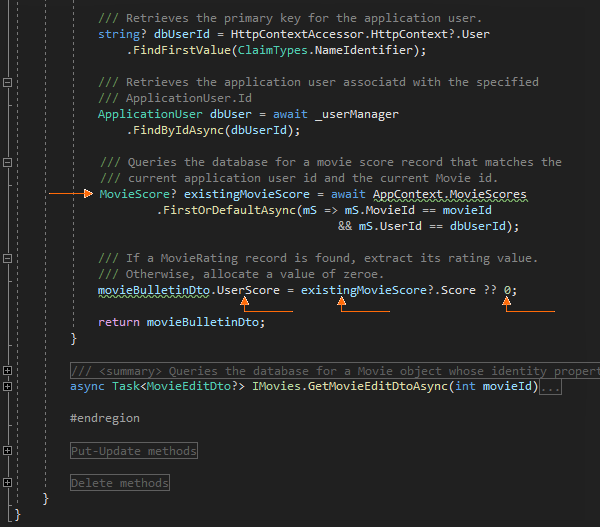 /// Retrieves the primary key for the application user.
string? dbUserId = HttpContextAccessor.HttpContext?.User
.FindFirstValue(ClaimTypes.NameIdentifier);
/// Retrieves the application user associatd with the specified
/// ApplicationUser.Id
ApplicationUser dbUser = await _userManager
.FindByIdAsync(dbUserId);
/// Queries the database for a movie score record that matches the
/// current application user id and the current Movie id.
MovieScore? existingMovieScore = await AppContext.MovieScores
.FirstOrDefaultAsync(mS => mS.MovieId == movieId
&& mS.UserId == dbUserId);
/// If a MovieRating record is found, extract its rating value.
/// Otherwise, allocate a value of zeroe.
movieBulletinDto.UserScore = existingMovieScore?.Score ?? 0;
return movieBulletinDto;
}
/// <summary> Queries the database for a Movie object whose identity propert
async Task<MovieEditDto?> IMovies.GetMovieEditDtoAsync(int movieId)...
#endregion
Put-Update methods
Delete methods
}
}